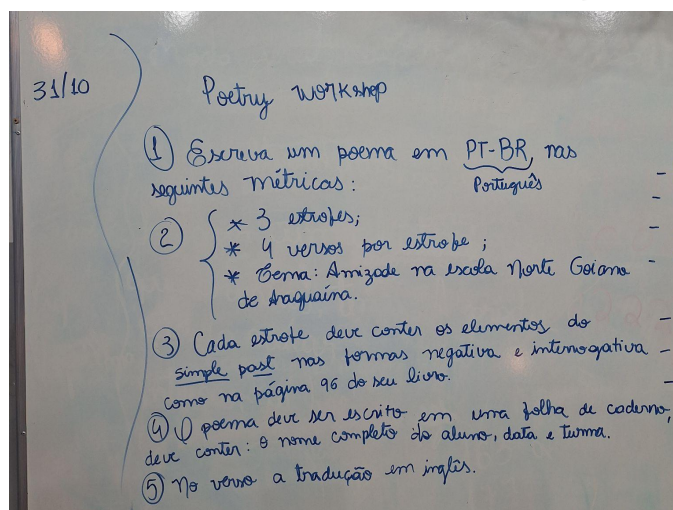 31/10
Poetry workshop
1 Escreva um poema em PT-BR, nas
Português
seguintes métricas:
2 * 3 estrofes;
* 4 versos por estrofe;
* Tema: Amizade na escola Norte Goiano
de Araguaína.
3 Cada estrofe deve conter os elementos do
simple past nas formas negativa e interrogativa
como na página 96 do seu livro.
4 O poema deve ser escrito em uma folha de caderno,
deve conter: o nome completo do aluno, data e turma.
5 No verso a tradução em inglês.